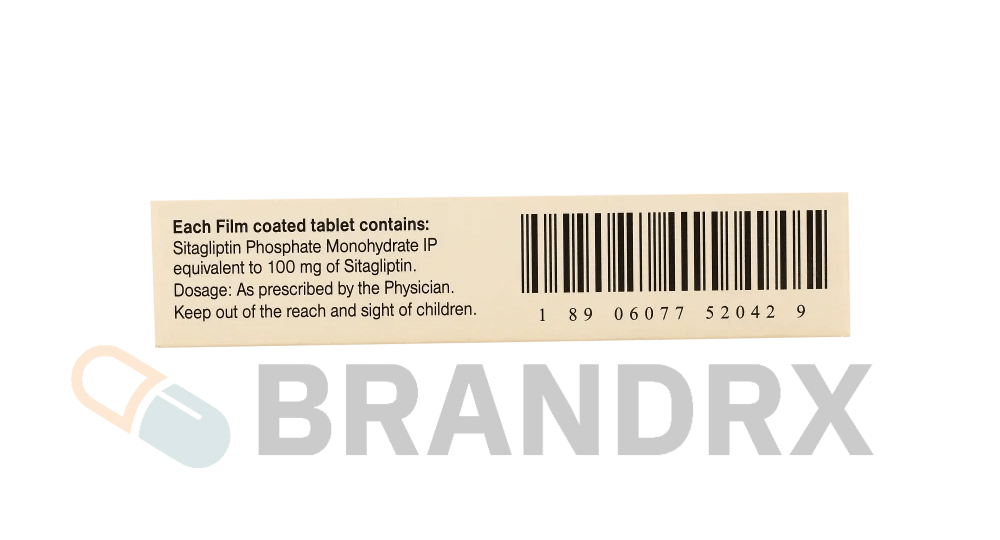 Each Film coated tablet contains:
Sitagliptin Phosphate Monohydrate IP
equivalent to 100 mg of Sitagliptin.
Dosage: As prescribed by the Physician.
Keep out of the reach and sight of children.
1 89 06077 52042 9
BRANDRX